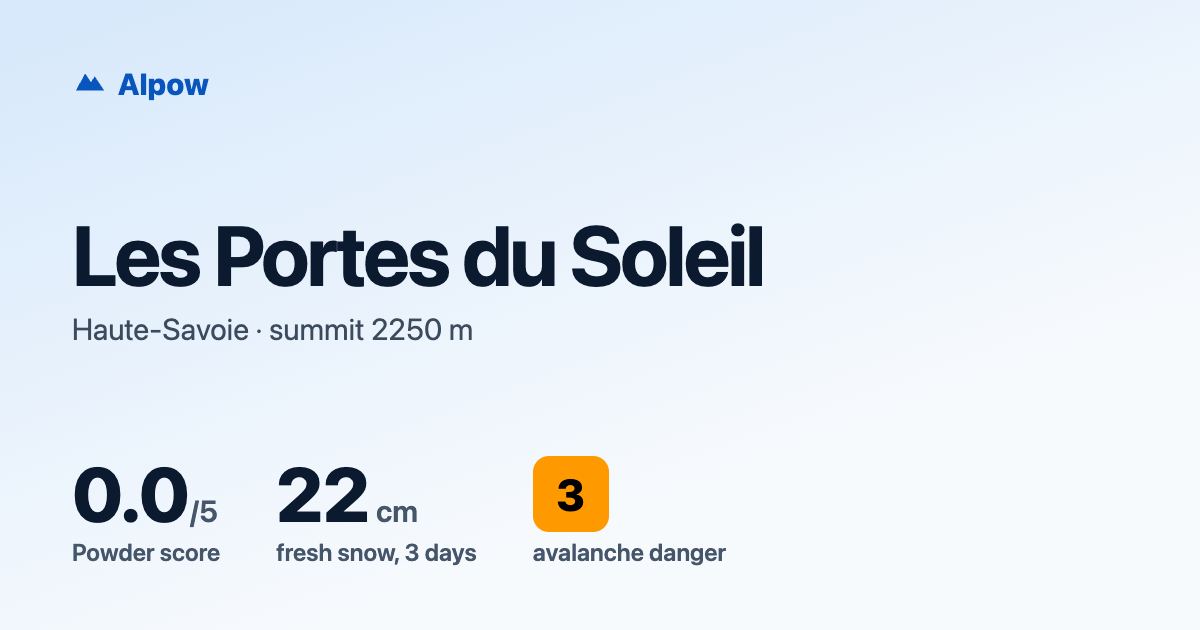 Alpow
Les Portes du Soleil
Haute-Savoie · summit 2250 m
0.0/5
Powder score
22 cm
fresh snow, 3 days
3
avalanche danger